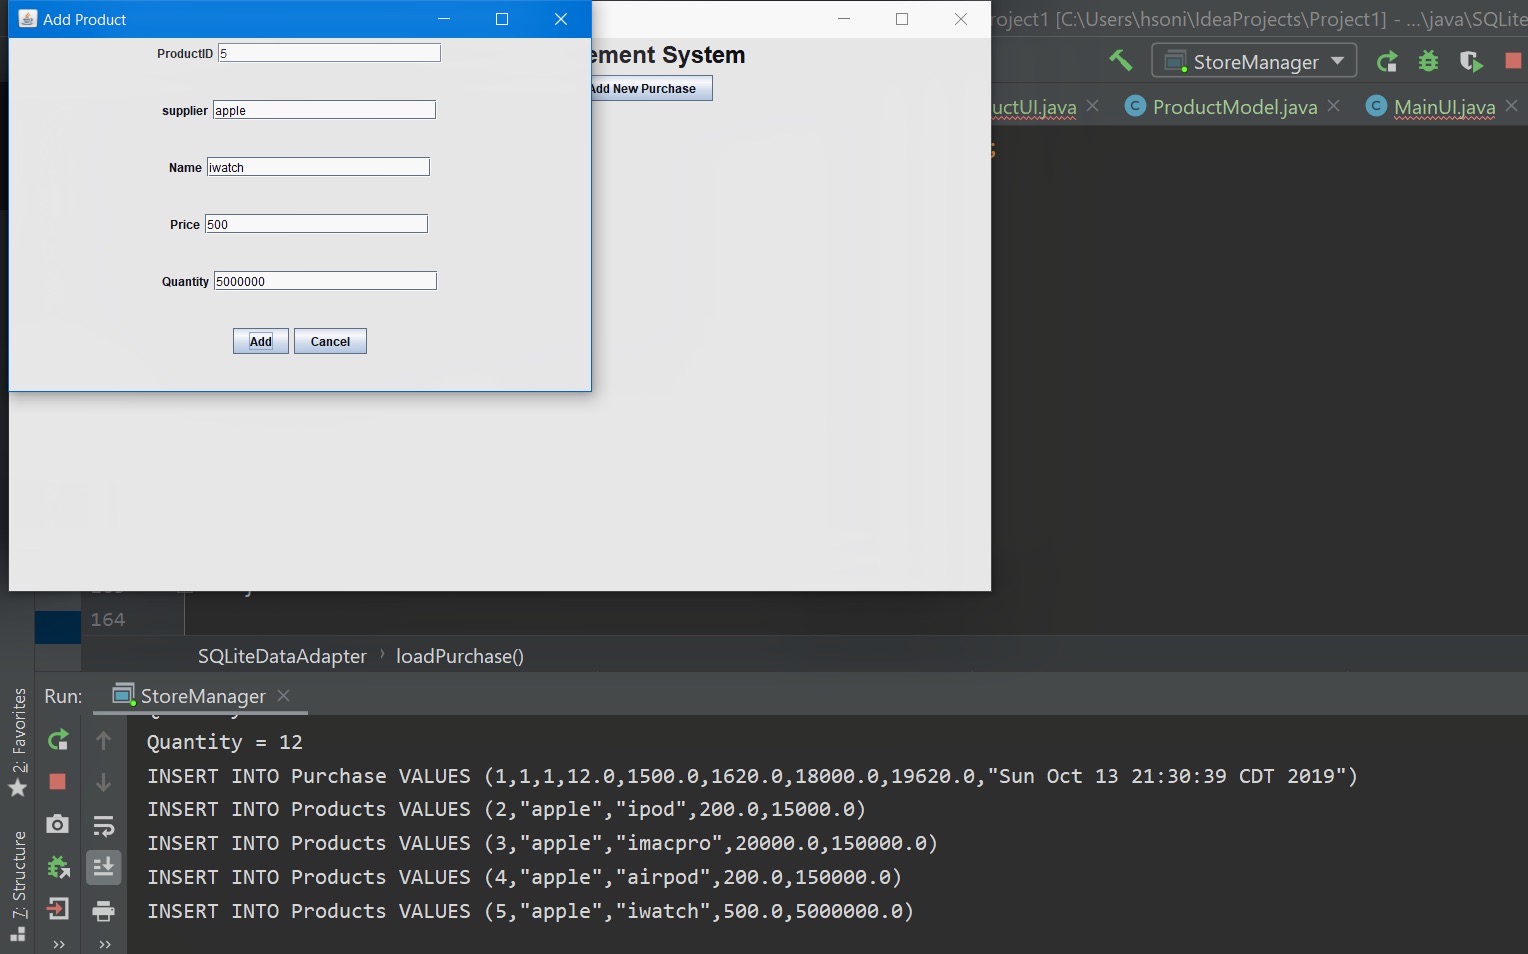 Add Product
ProductID 5
supplier apple
Name iwatch
Price 500
Quantity 5000000
Add Cancel
ement System
Add New Purchase
roject1 [C:\Users\hsoni\IdeaProjects\Project1] - ...\java\SQLite
StoreManager
uctUI.java
ProductModel.java
MainUI.java
;
164
SQLiteDataAdapter › loadPurchase()
Run: StoreManager
Quantity = 12
INSERT INTO Purchase VALUES (1,1,1,12.0,1500.0,1620.0,18000.0,19620.0,"Sun Oct 13 21:30:39 CDT 2019")
INSERT INTO Products VALUES (2,"apple","ipod",200.0,15000.0)
INSERT INTO Products VALUES (3,"apple","imacpro",20000.0,150000.0)
INSERT INTO Products VALUES (4,"apple","airpod",200.0,150000.0)
INSERT INTO Products VALUES (5,"apple","iwatch",500.0,5000000.0)
2: Favorites
7: Structure